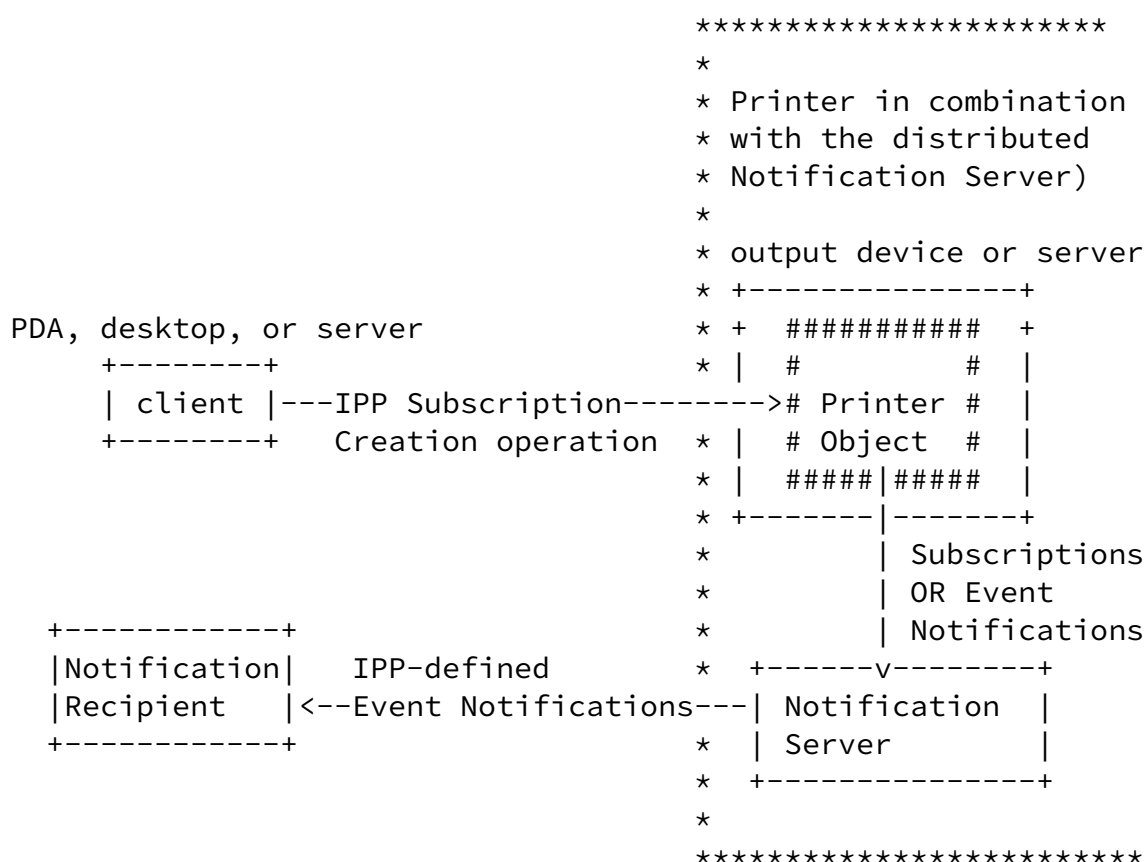 ***********************
*
* Printer in combination
* with the distributed
* Notification Server)
*
* output device or server
* +---------------+
PDA, desktop, or server * + ########### +
+--------+ * | # # |
| client |---IPP Subscription--------># Printer # |
+--------+ Creation operation * | # Object # |
* | #####|##### |
* +-------|-------+
* | Subscriptions
* | OR Event
+------------+ * | Notifications
|Notification| IPP-defined * +------v--------+
|Recipient |<--Event Notifications---| Notification |
+------------+ * | Server |
* +---------------+
*
*************************